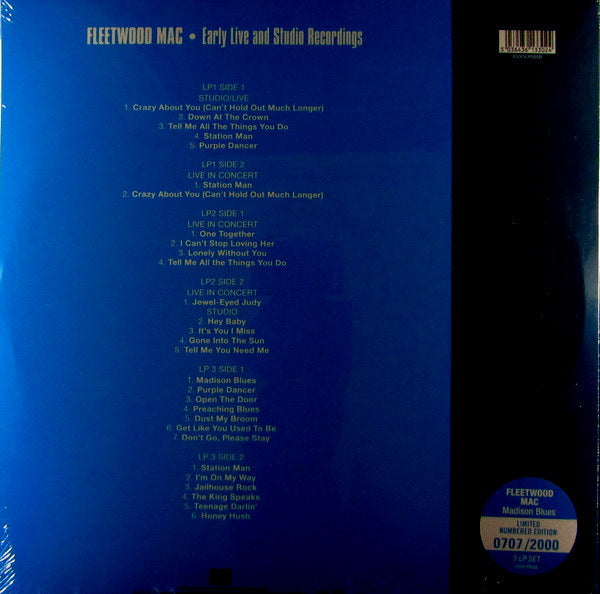 FLEETWOOD MAC • Early Live and Studio Recordings
LP1 SIDE 1
STUDIO/LIVE
1. Crazy About You (Can't Hold Out Much Longer)
2. Down At The Crown
3. Tell Me All The Things You Do
4. Station Man
5. Purple Dancer
LP1 SIDE 2
LIVE IN CONCERT
1. Station Man
2. Crazy About You (Can't Hold Out Much Longer)
LP2 SIDE 1
LIVE IN CONCERT
1. One Together
2. I Can't Stop Loving Her
3. Lonely Without You
4. Tell Me All the Things You Do
LP2 SIDE 2
LIVE IN CONCERT
1. Jewel-Eyed Judy
STUDIO
2. Hey Baby
3. It's You I Miss
4. Gone Into The Sun
5. Tell Me You Need Me
LP 3 SIDE 1
1. Madison Blues
2. Purple Dancer
3. Open The Door
4. Preaching Blues
5. Dust My Broom
6. Get Like You Used To Be
7. Don't Go, Please Stay
LP 3 SIDE 2
1. Station Man
2. I'm On My Way
3. Jailhouse Rock
4. The King Speaks
5. Teenage Darlin'
6. Honey Hush
FLEETWOOD
MAC
Madison Blues
LIMITED
NUMBERED EDITION
0707/2000
3 LP SET